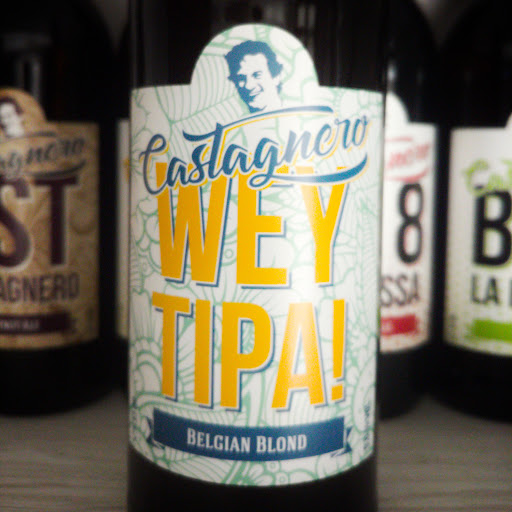 Castagnero
WEY
TIPA!
BELGIAN BLOND
ST
AGNERO
8
SSA
B
LA